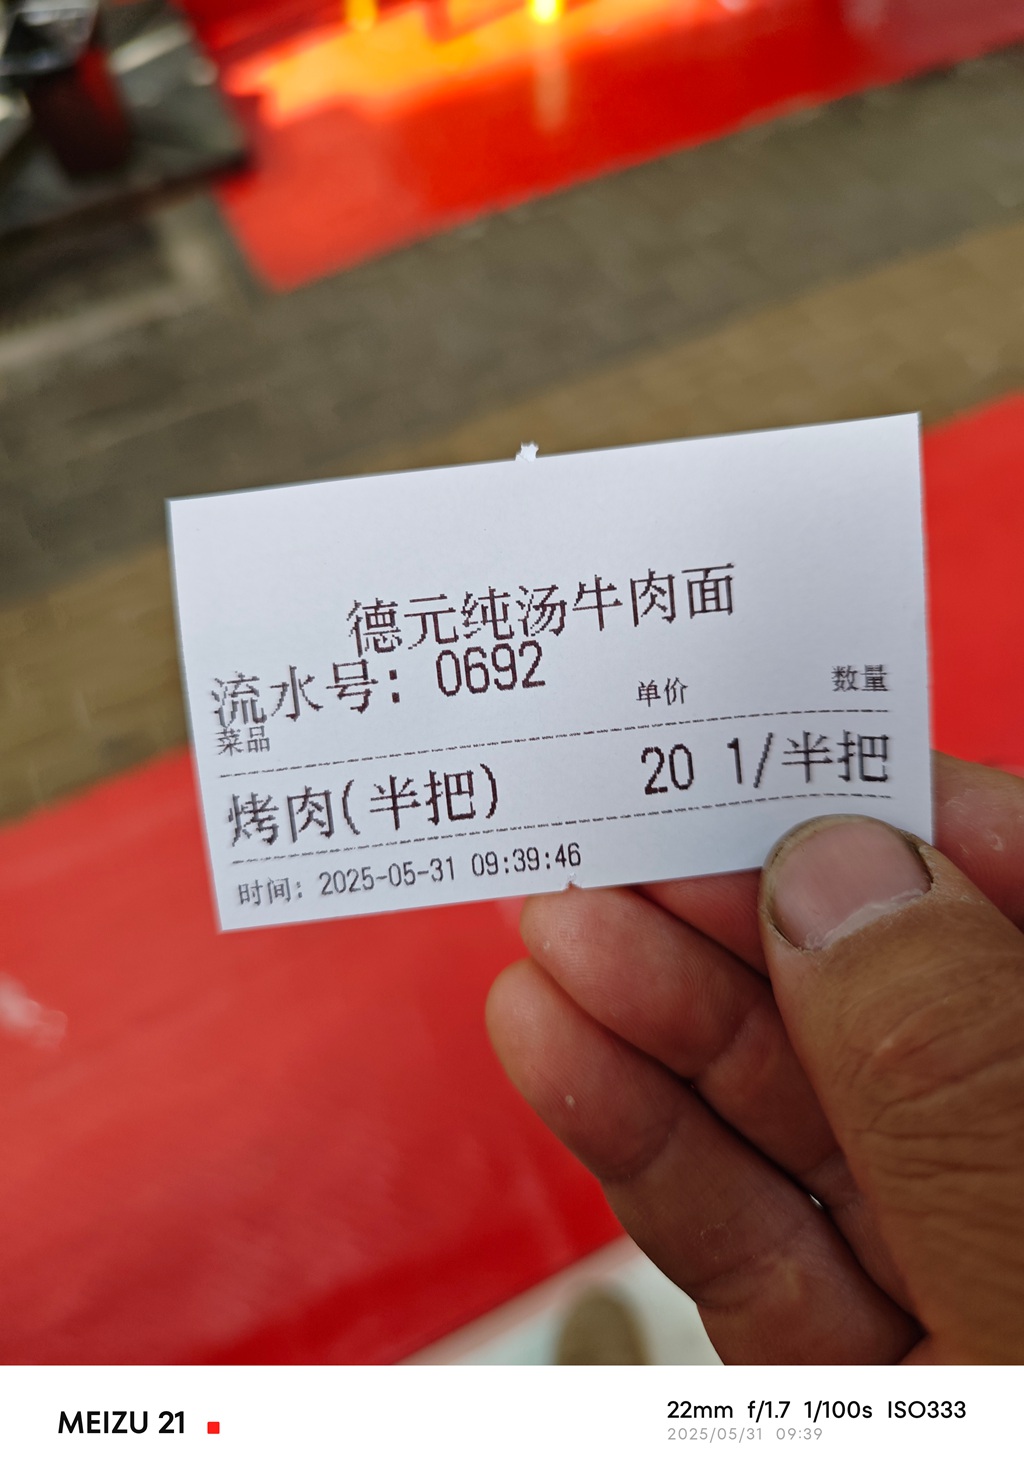 德元纯汤牛肉面
流水号: 0692
菜品 单价 数量
烤肉(半把) 20 1/半把
时间: 2025-05-31 09:39:46
MEIZU 21
22mm f/1.7 1/100s ISO333
2025/05/31 09:39